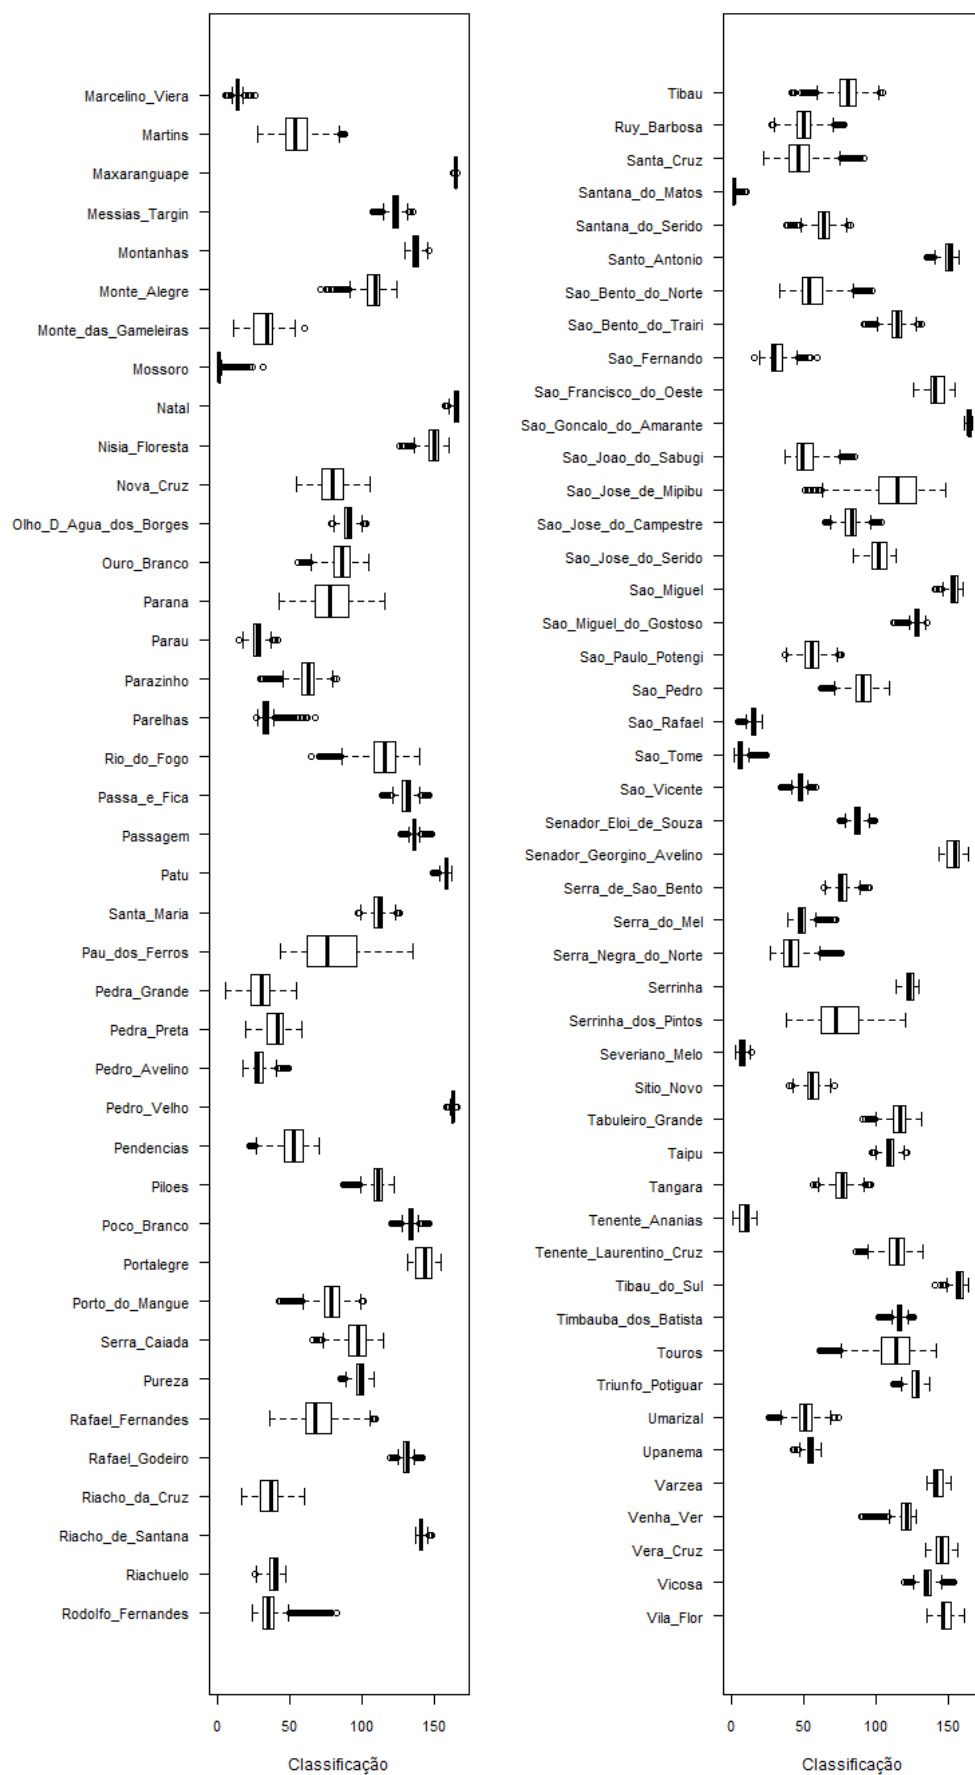 Marcelino_Viera
Martins
Maxaranguape
Messias_Targin
Montanhas
Monte_Alegre
Monte_das_Gameleiras
Mossoro
Natal
Nisia_Floresta
Nova_Cruz
Olho_D_Agua_dos_Borges
Ouro_Branco
Parana
Parau
Parazinho
Parelhas
Rio_do_Fogo
Passa_e_Fica
Passagem
Patu
Santa_Maria
Pau_dos_Ferros
Pedra_Grande
Pedra_Preta
Pedro_Avelino
Pedro_Velho
Pendencias
Piloes
Poco_Branco
Portalegre
Porto_do_Mangue
Serra_Caiada
Pureza
Rafael_Fernandes
Rafael_Godeiro
Riacho_da_Cruz
Riacho_de_Santana
Riachuelo
Rodolfo_Fernandes
0 50 100 150
Classificação
Tibau
Ruy_Barbosa
Santa_Cruz
Santana_do_Matos
Santana_do_Serido
Santo_Antonio
Sao_Bento_do_Norte
Sao_Bento_do_Trairi
Sao_Fernando
Sao_Francisco_do_Oeste
Sao_Goncalo_do_Amarante
Sao_Joao_do_Sabugi
Sao_Jose_de_Mipibu
Sao_Jose_do_Campestre
Sao_Jose_do_Serido
Sao_Miguel
Sao_Miguel_do_Gostoso
Sao_Paulo_Potengi
Sao_Pedro
Sao_Rafael
Sao_Tome
Sao_Vicente
Senador_Eloi_de_Souza
Senador_Georgino_Avelino
Serra_de_Sao_Bento
Serra_do_Mel
Serra_Negra_do_Norte
Serrinha
Serrinha_dos_Pintos
Severiano_Melo
Sitio_Novo
Tabuleiro_Grande
Taipu
Tangara
Tenente_Ananias
Tenente_Laurentino_Cruz
Tibau_do_Sul
Timbauba_dos_Batista
Touros
Triunfo_Potiguar
Umarizal
Upanema
Varzea
Venha_Ver
Vera_Cruz
Vicosa
Vila_Flor
0 50 100 150
Classificação